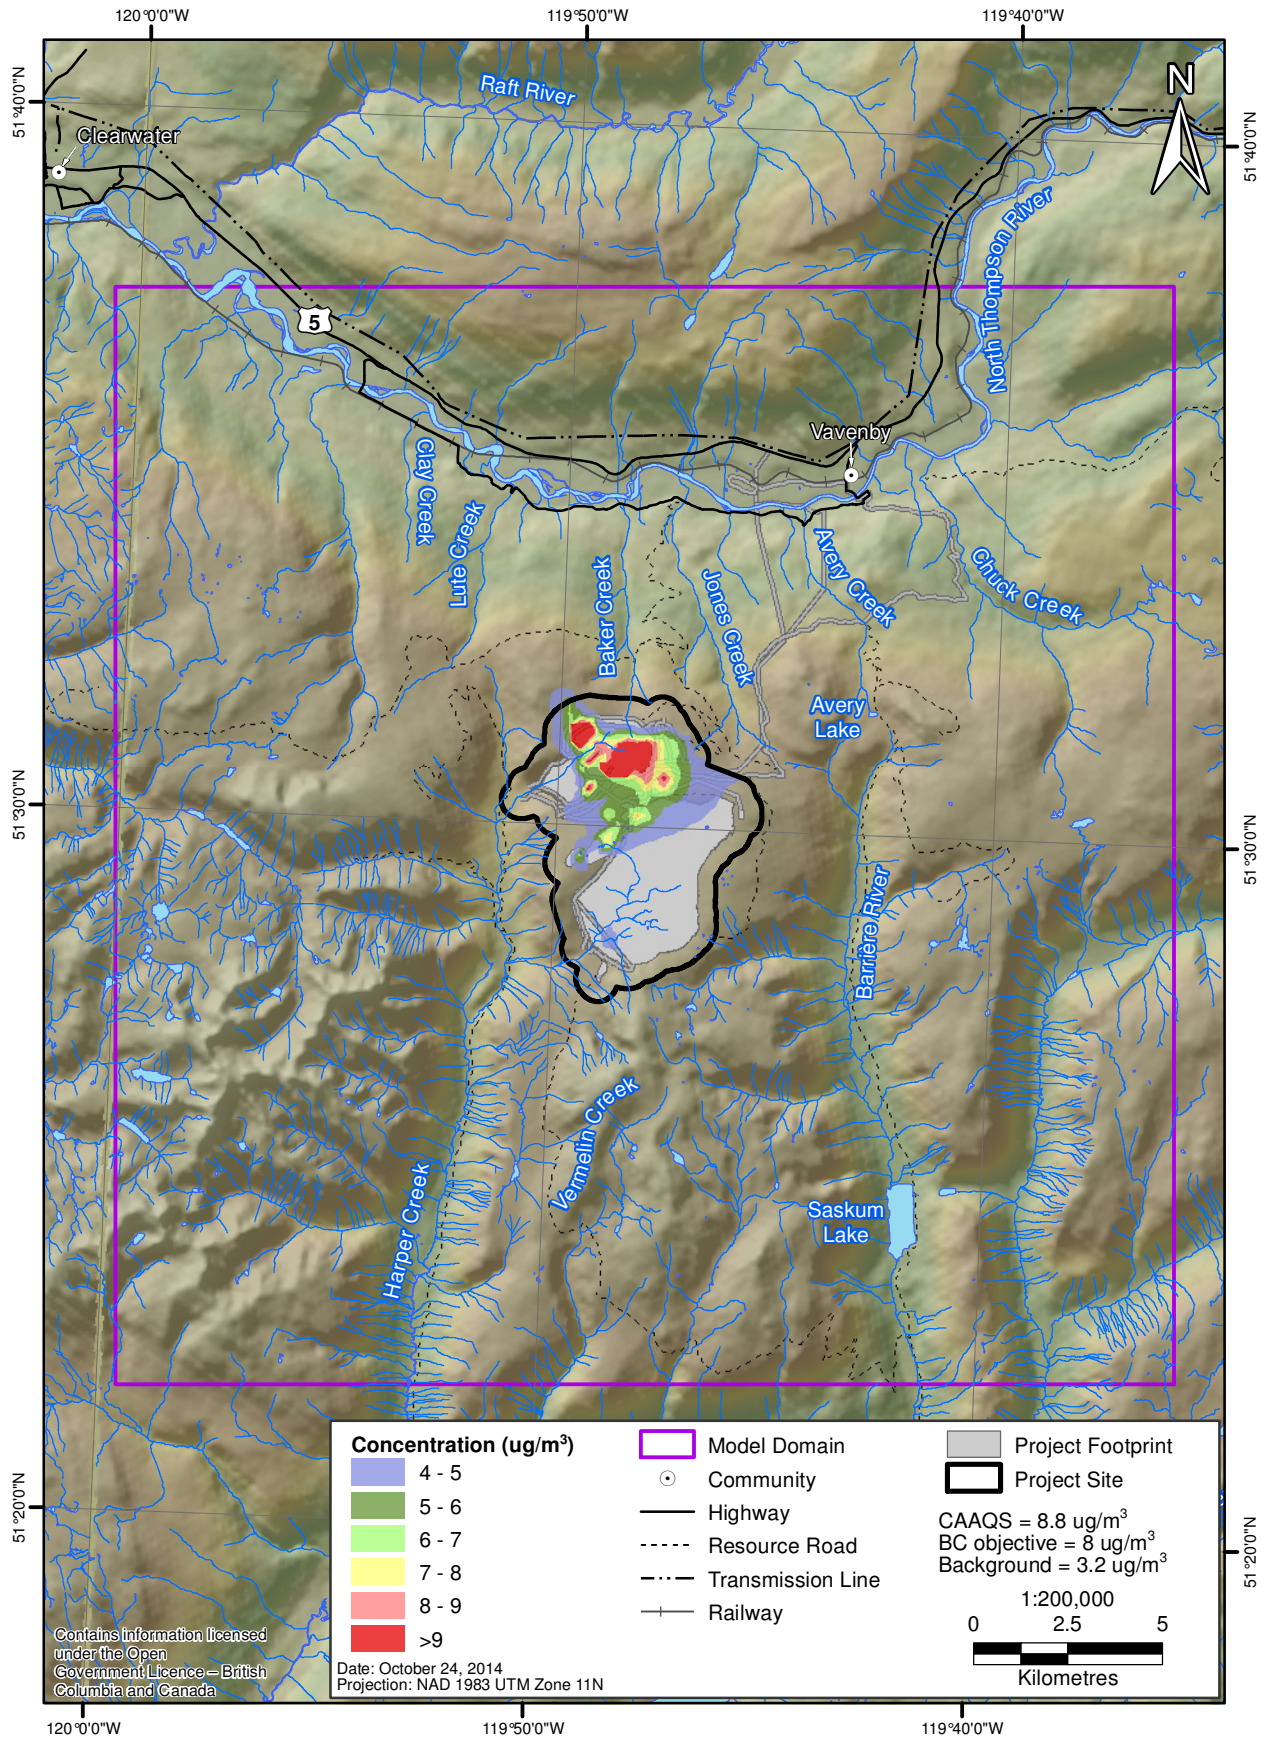 120°0'0"W
119°50'0"W
119°40'0"W
51°40'0"N
51°40'0"N
N
Raft River
Clearwater
North Thompson River
5
Vavenby
Clay Creek
Lute Creek
Baker Creek
Jones Creek
Avery Creek
Chuck Creek
Avery
Lake
51°30'0"N
51°30'0"N
Barrière River
Vermelin Creek
Harper Creek
Saskum
Lake
51°20'0"N
51°20'0"N
Concentration (ug/m³)
4 - 5
5 - 6
6 - 7
7 - 8
8 - 9
>9
Date: October 24, 2014
Projection: NAD 1983 UTM Zone 11N
Model Domain
Community
Highway
Resource Road
Transmission Line
Railway
Project Footprint
Project Site
CAAQS = 8.8 ug/m³
BC objective = 8 ug/m³
Background = 3.2 ug/m³
1:200,000
0 2.5 5
Kilometres
Contains information licensed
under the Open
Government Licence – British
Columbia and Canada
120°0'0"W
119°50'0"W
119°40'0"W